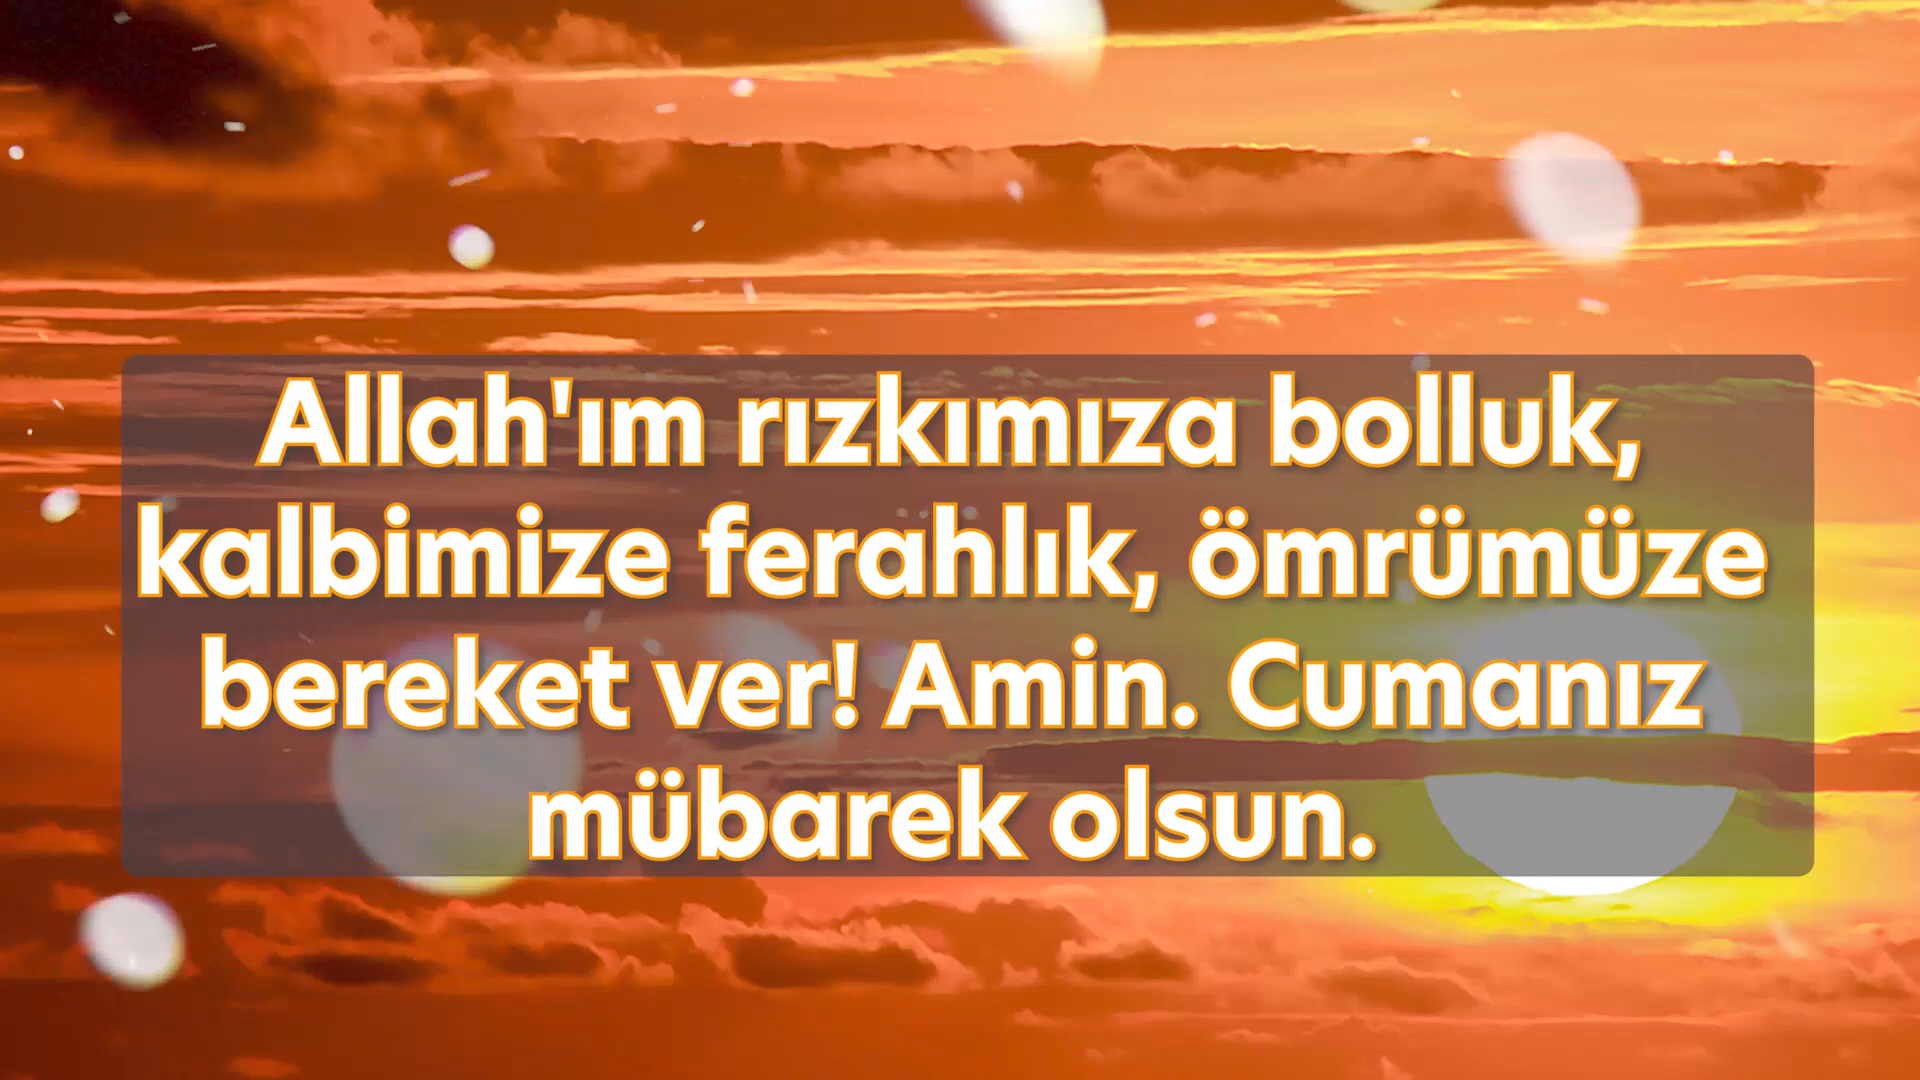 Allah'ım rızkımıza bolluk,
kalbimize ferahlık, ömrümüze
bereket ver! Amin. Cumanız
mübarek olsun.